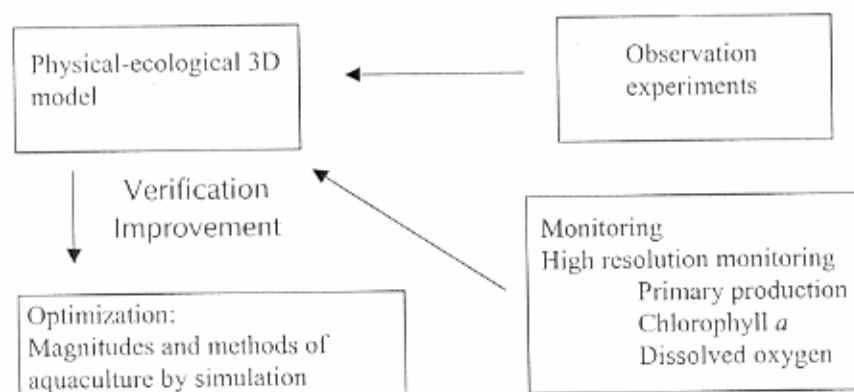 Physical-ecological 3D
model
Observation
experiments
Verification
Improvement
Monitoring
High resolution monitoring
Primary production
Chlorophyll a
Dissolved oxygen
Optimization:
Magnitudes and methods of
aquaculture by simulation